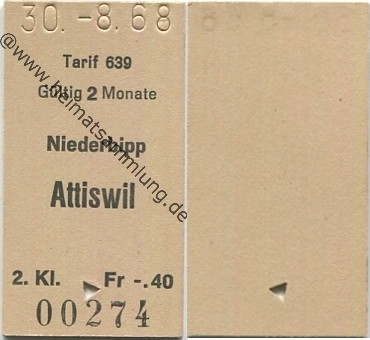 30. -8. 68
Tarif 639
Gültig 2 Monate
Niederbipp
Attiswil
2. Kl. Fr -.40
00274
@www.heimatsammlung.de